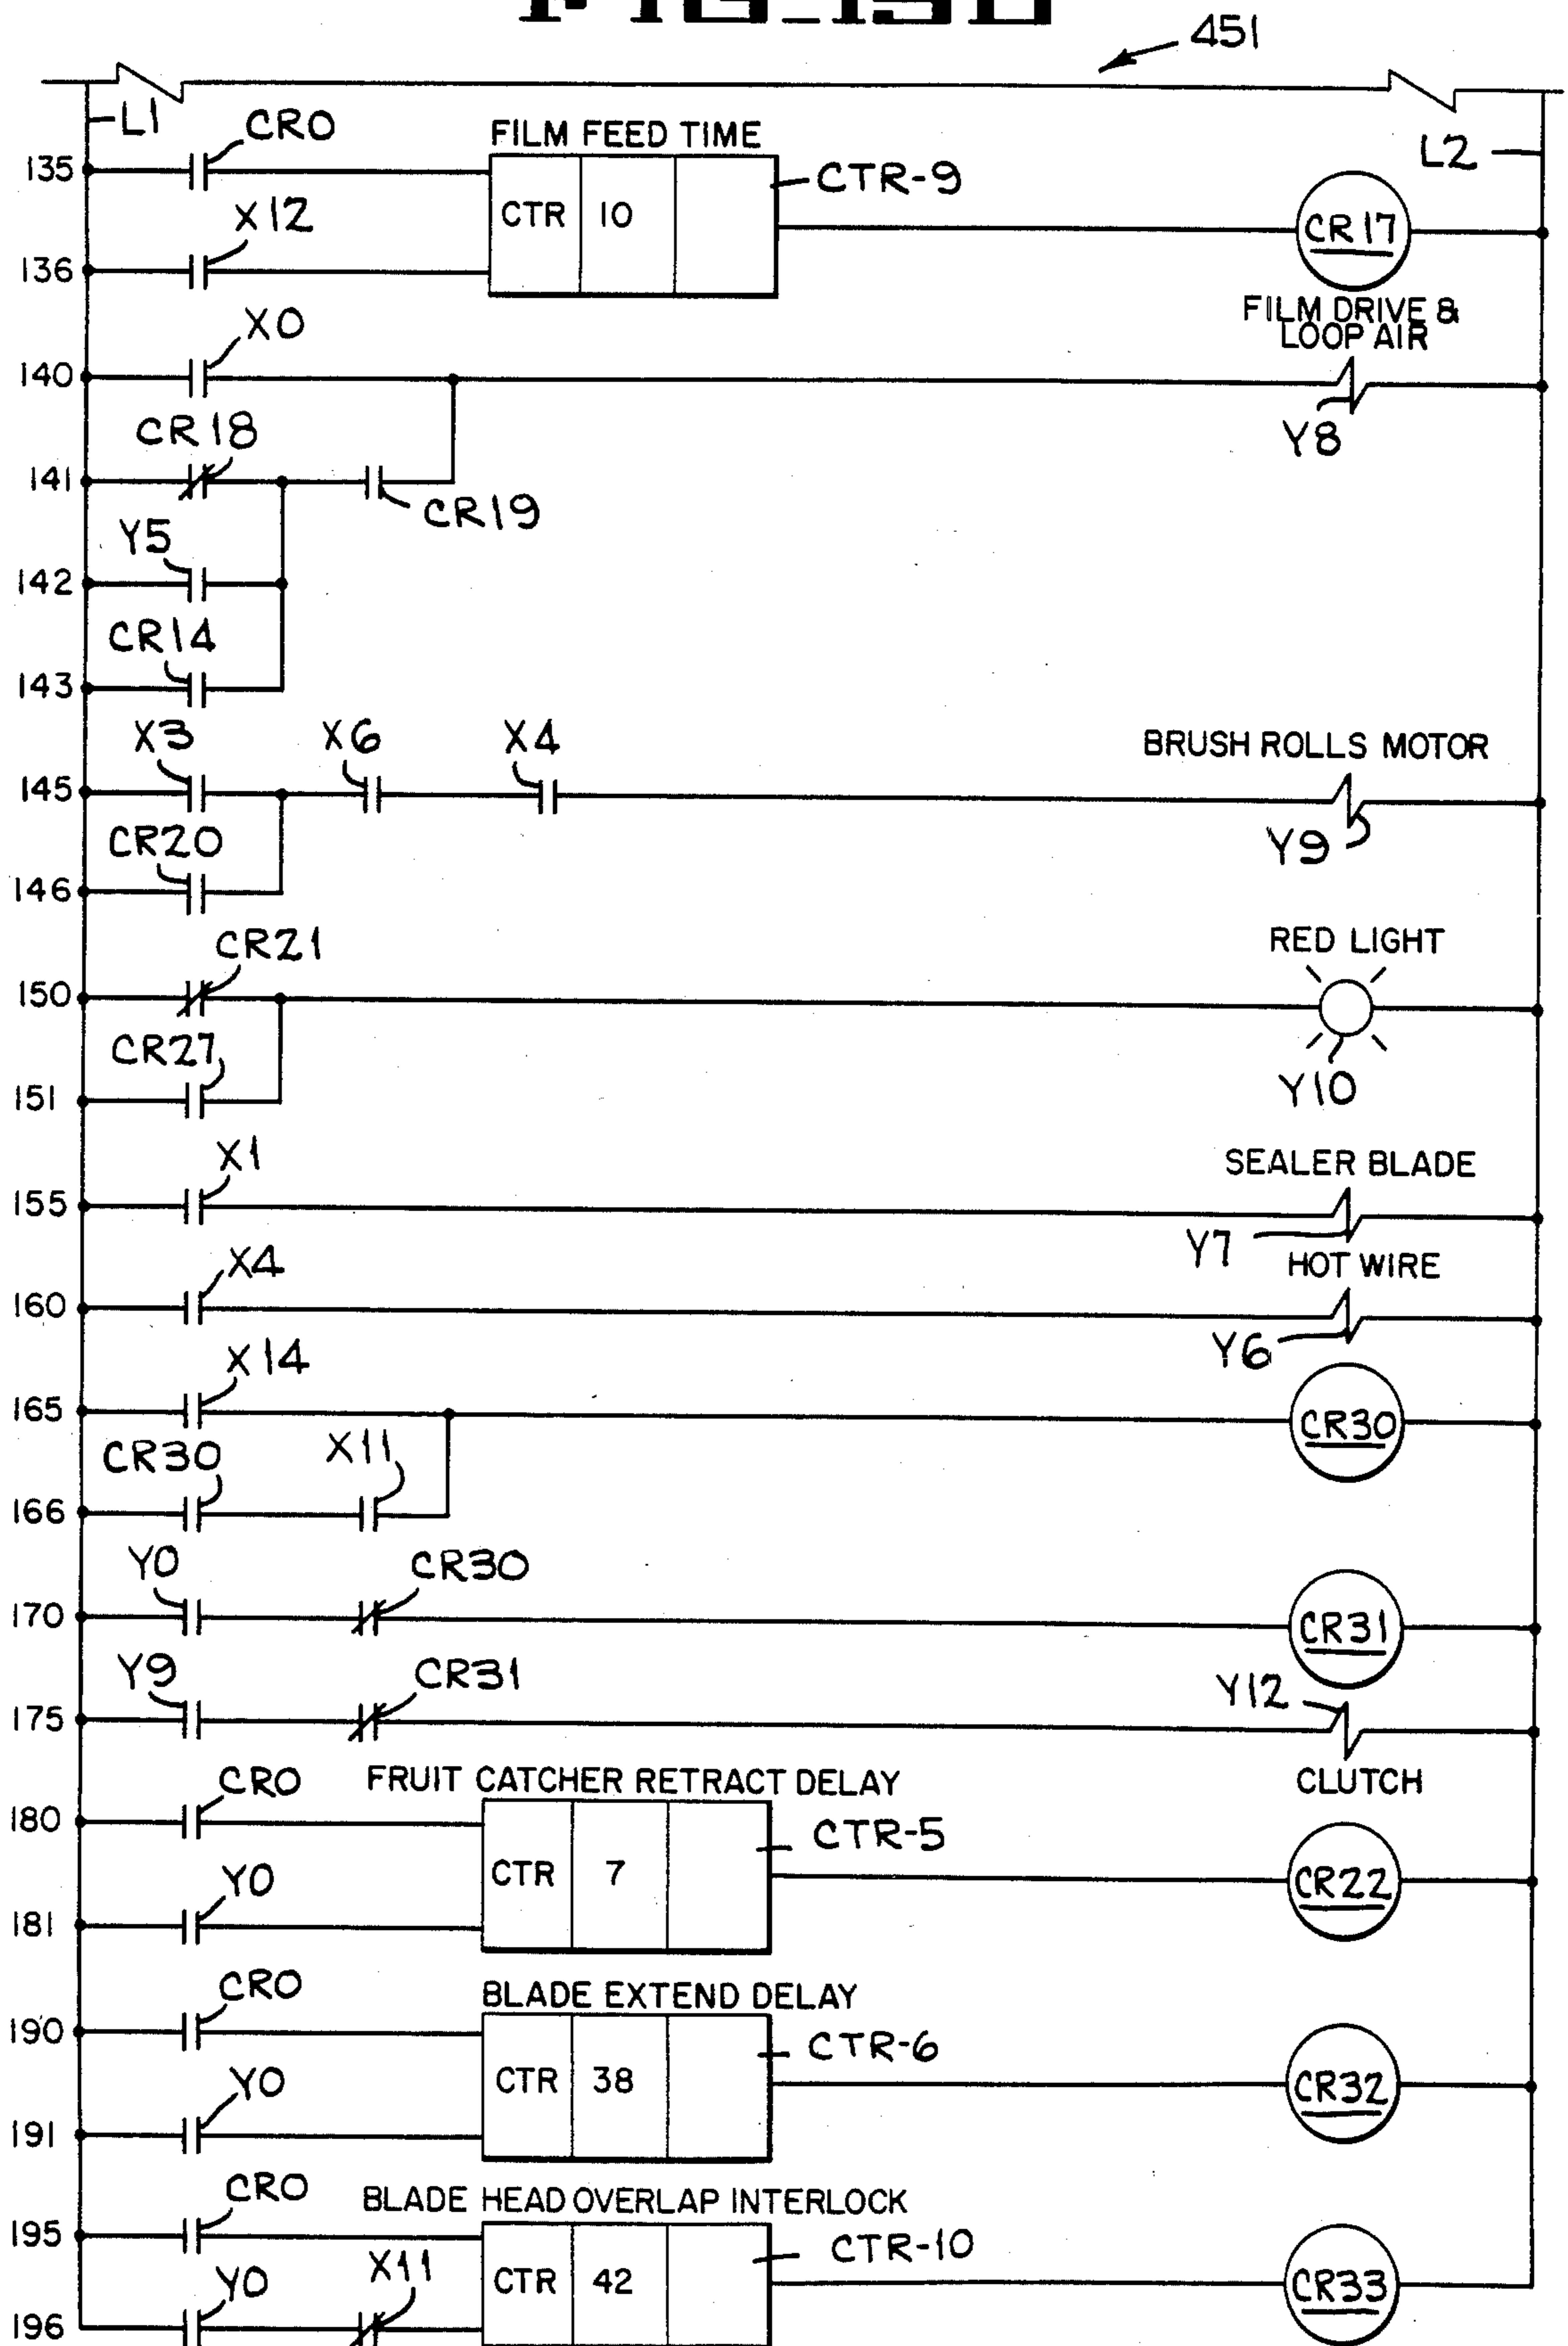 451
L1
CR0
FILM FEED TIME
L2
135
CTR-9
X12
CTR 10
CR17
136
X0
FILM DRIVE &
LOOP AIR
140
CR18
Y8
141
CR19
Y5
142
CR14
143
X3 X6 X4
BRUSH ROLLS MOTOR
145
CR20
Y9
146
CR21
RED LIGHT
150
CR27
Y10
151
X1
SEALER BLADE
155
Y7
X4
HOT WIRE
160
Y6
X14
165
CR30
CR30 X11
166
Y0 CR30
170
CR31
Y9 CR31
Y12
175
CR0
FRUIT CATCHER RETRACT DELAY
CLUTCH
180
CTR-5
Y0
CTR 7
CR22
181
CR0
BLADE EXTEND DELAY
190
CTR-6
Y0
CTR 38
CR32
191
CR0
BLADE HEAD OVERLAP INTERLOCK
195
CTR-10
Y0 X11
CTR 42
CR33
196